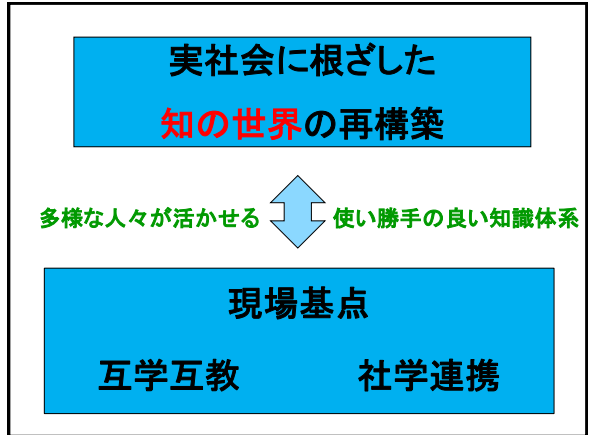 実社会に根ざした
知の世界の再構築
多様な人々が活かせる 使い勝手の良い知識体系
現場基点
互学互教 社学連携